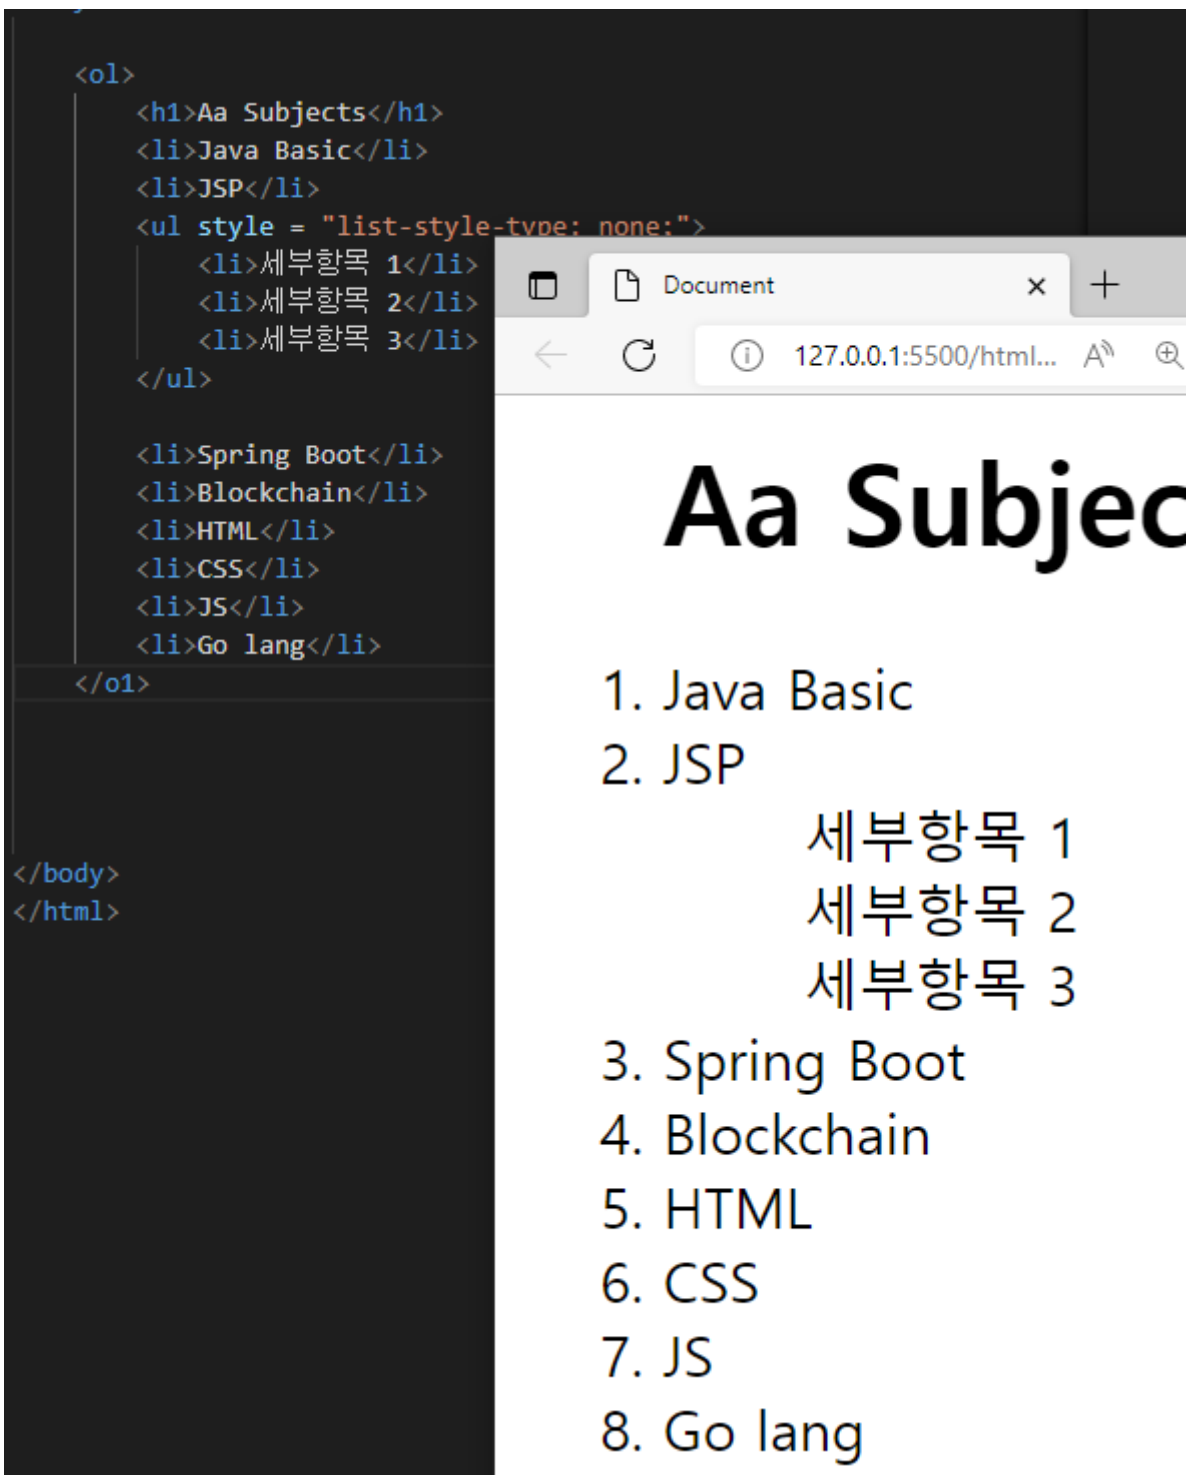 <ol>
<h1>Aa Subjects</h1>
<li>Java Basic</li>
<li>JSP</li>
<ul style = "list-style-type: none;">
<li>세부항목 1</li>
<li>세부항목 2</li>
<li>세부항목 3</li>
</ul>
<li>Spring Boot</li>
<li>Blockchain</li>
<li>HTML</li>
<li>CSS</li>
<li>JS</li>
<li>Go lang</li>
</o1>
</body>
</html>
Document
127.0.0.1:5500/html...
Aa Subjec
1. Java Basic
2. JSP
세부항목 1
세부항목 2
세부항목 3
3. Spring Boot
4. Blockchain
5. HTML
6. CSS
7. JS
8. Go lang